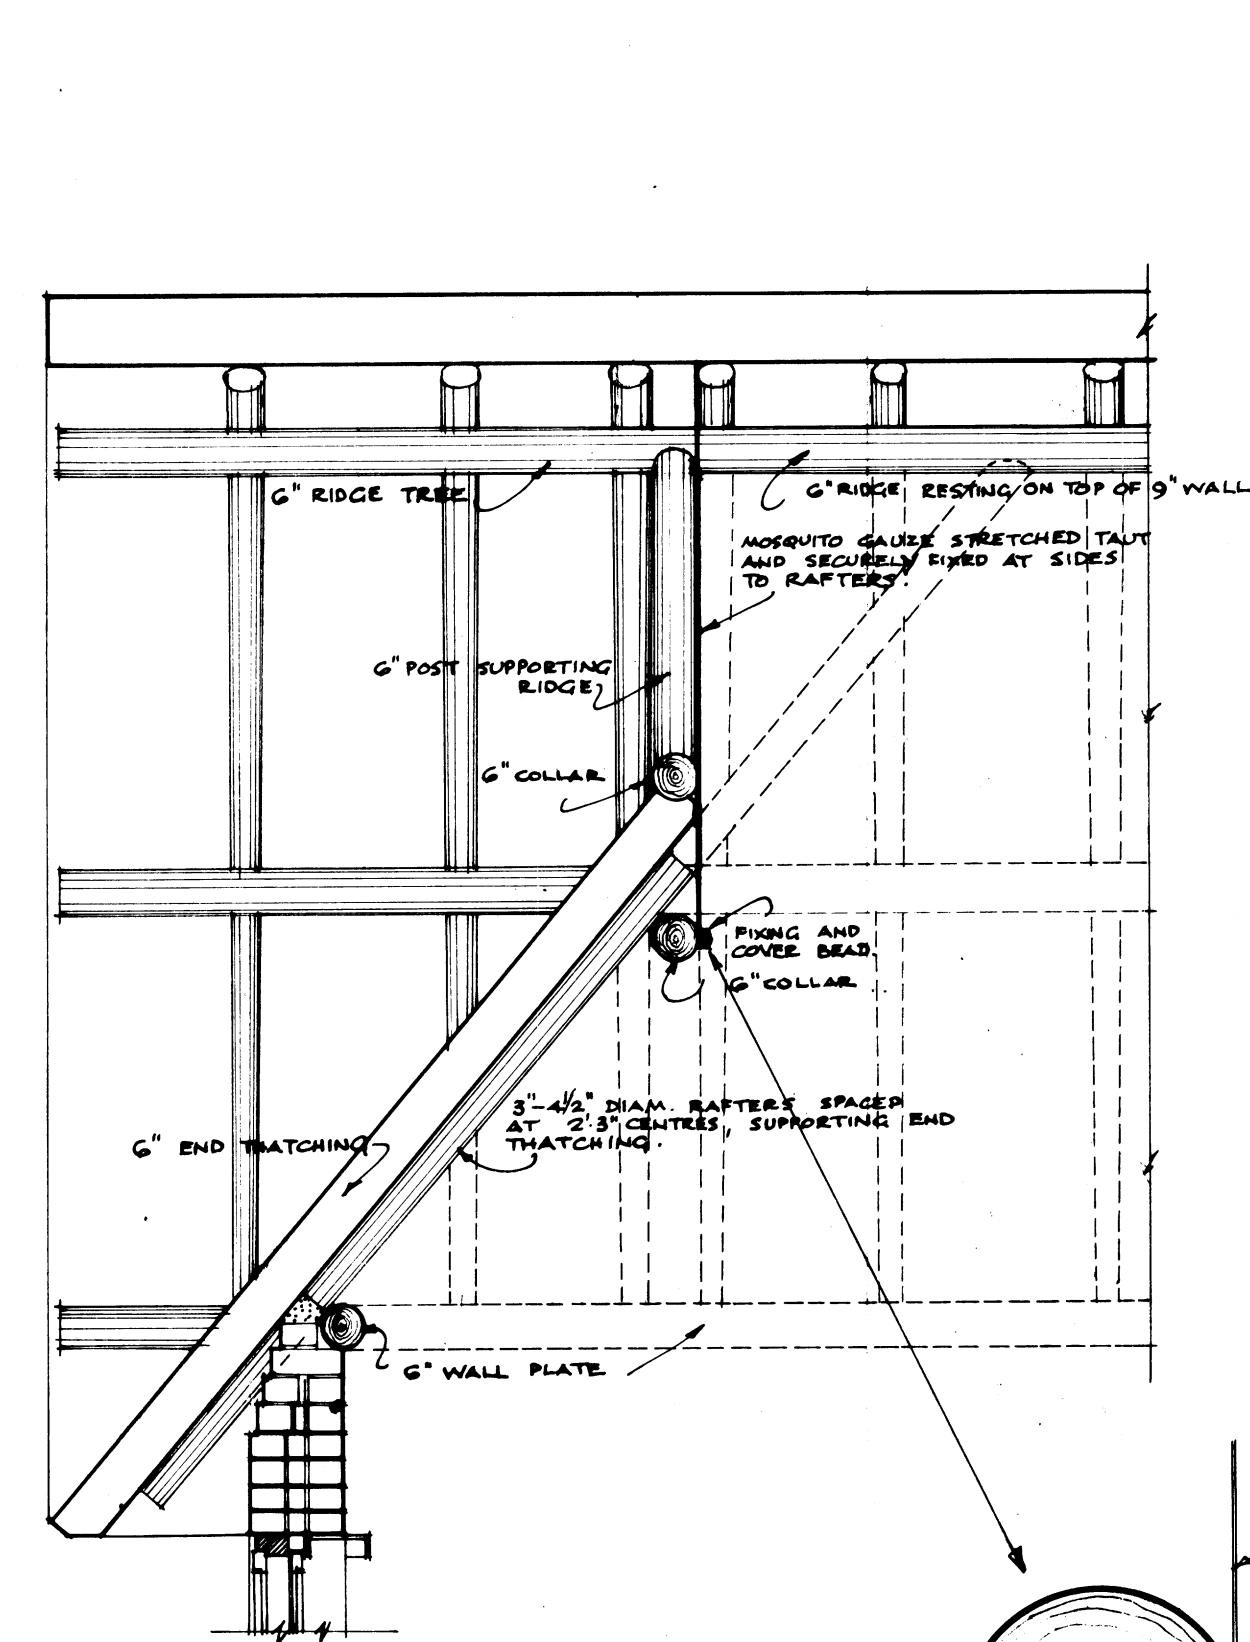 6" RIDGE TREE
6" RIDGE RESTING ON TOP OF 9" WALL
MOSQUITO GAUZE STRETCHED TAUT
AND SECURELY FIXED AT SIDES
TO RAFTERS.
6" POST SUPPORTING
RIDGE
6" COLLAR
FIXING AND
COVER BEAD.
6" COLLAR
3"-4½" DIAM. RAFTERS SPACED
AT 2'.3" CENTRES, SUPPORTING END
THATCHING.
6" END THATCHING
6" WALL PLATE